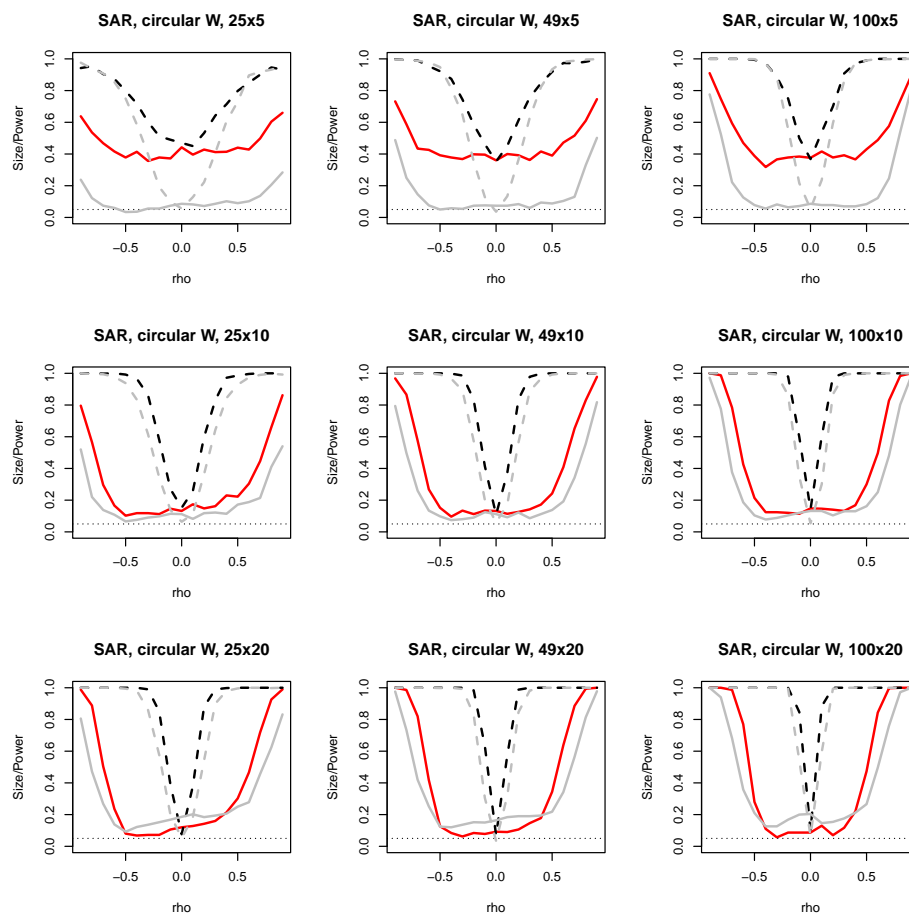 SAR, circular W, 25x5
SAR, circular W, 49x5
SAR, circular W, 100x5
Size/Power
0.0 0.2 0.4 0.6 0.8 1.0
Size/Power
0.0 0.2 0.4 0.6 0.8 1.0
Size/Power
0.0 0.2 0.4 0.6 0.8 1.0
−0.5 0.0 0.5
−0.5 0.0 0.5
−0.5 0.0 0.5
rho
rho
rho
SAR, circular W, 25x10
SAR, circular W, 49x10
SAR, circular W, 100x10
Size/Power
0.0 0.2 0.4 0.6 0.8 1.0
Size/Power
0.0 0.2 0.4 0.6 0.8 1.0
Size/Power
0.0 0.2 0.4 0.6 0.8 1.0
−0.5 0.0 0.5
−0.5 0.0 0.5
−0.5 0.0 0.5
rho
rho
rho
SAR, circular W, 25x20
SAR, circular W, 49x20
SAR, circular W, 100x20
Size/Power
0.0 0.2 0.4 0.6 0.8 1.0
Size/Power
0.0 0.2 0.4 0.6 0.8 1.0
Size/Power
0.0 0.2 0.4 0.6 0.8 1.0
−0.5 0.0 0.5
−0.5 0.0 0.5
−0.5 0.0 0.5
rho
rho
rho